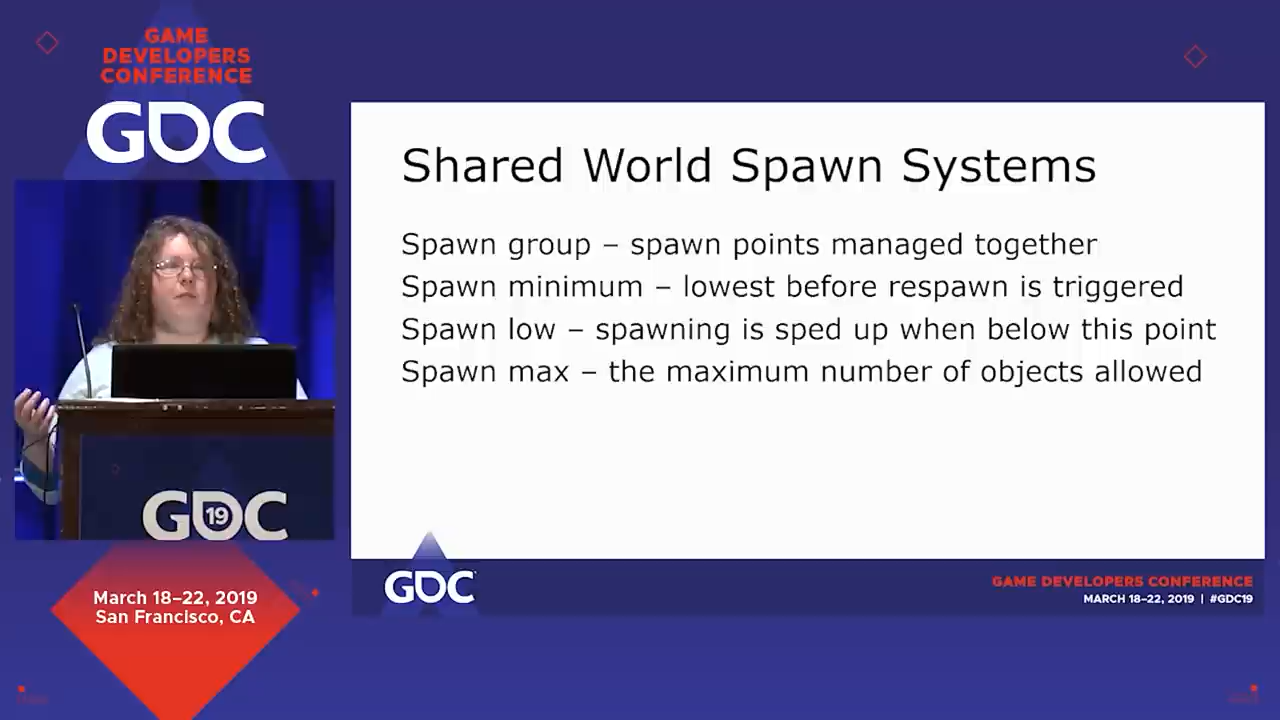 GAME
DEVELOPERS
CONFERENCE
GDC
Shared World Spawn Systems
Spawn group – spawn points managed together
Spawn minimum – lowest before respawn is triggered
Spawn low – spawning is sped up when below this point
Spawn max – the maximum number of objects allowed
GDC
19
March 18–22, 2019
San Francisco, CA
GDC
GAME DEVELOPERS CONFERENCE
MARCH 18–22, 2019 | #GDC19